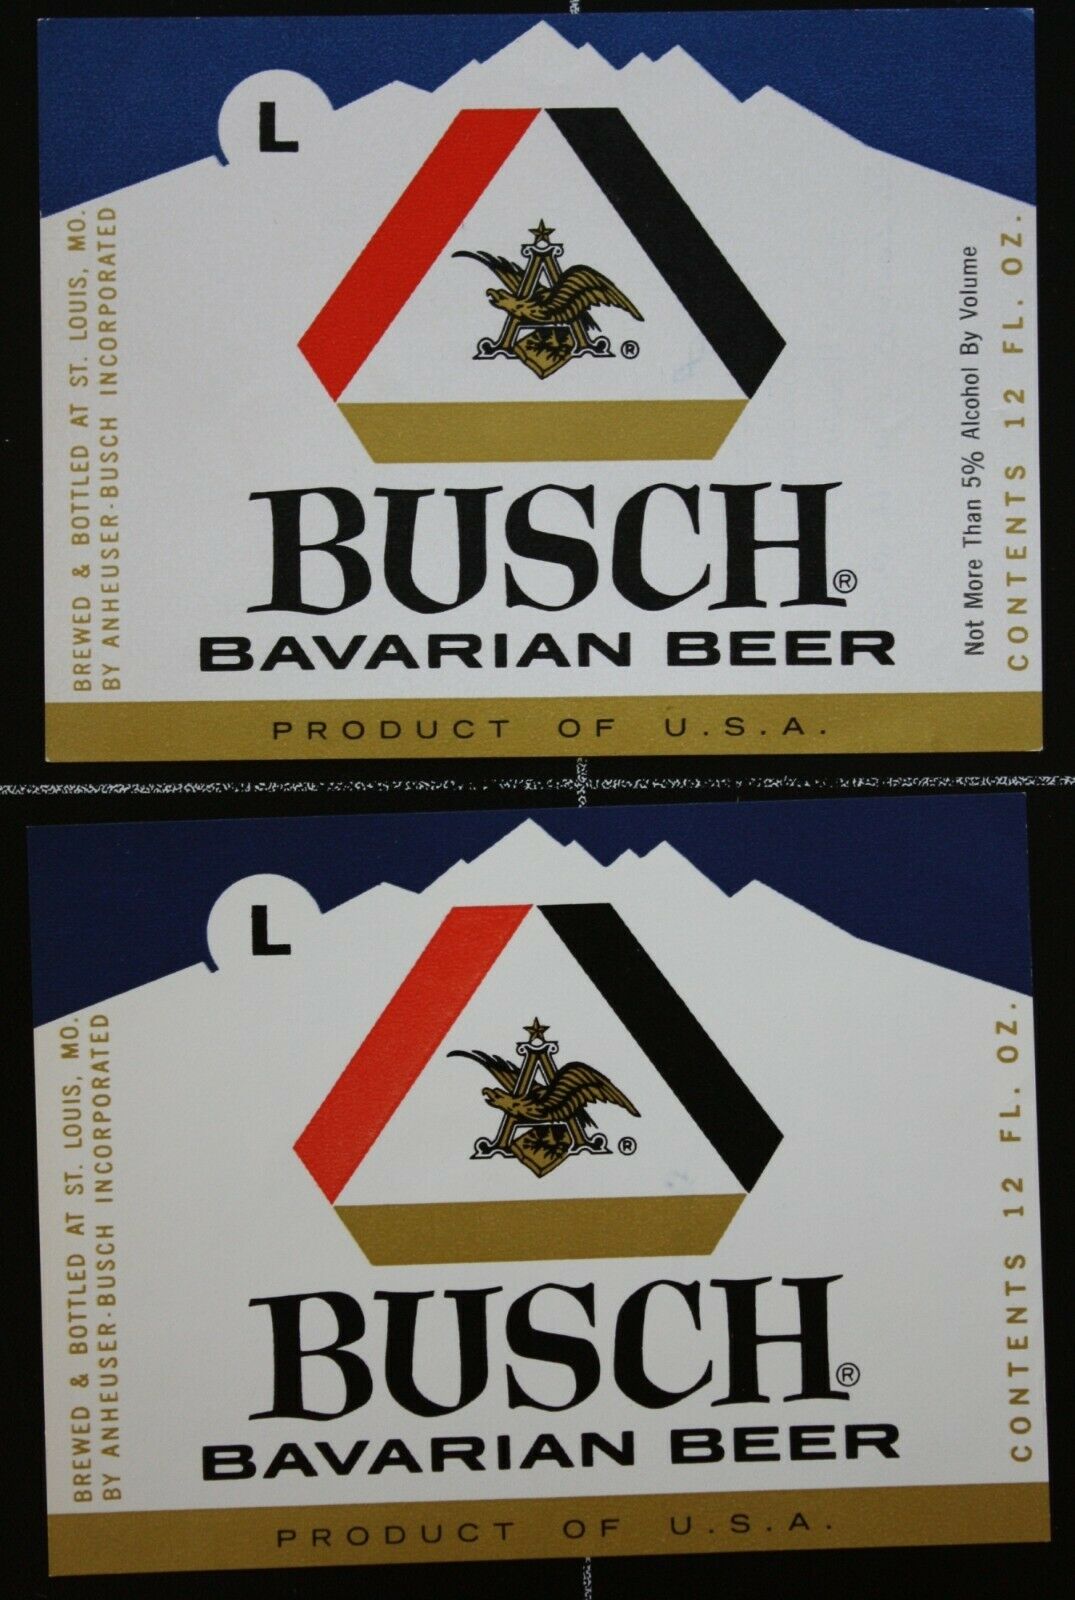 L
BREWED & BOTTLED AT ST. LOUIS, MO.
BY ANHEUSER-BUSCH INCORPORATED
A
®
BUSCH®
BAVARIAN BEER
Not More Than 5% Alcohol By Volume
CONTENTS 12 FL. OZ.
PRODUCT OF U.S.A.
L
BREWED & BOTTLED AT ST. LOUIS, MO.
BY ANHEUSER-BUSCH INCORPORATED
A
®
BUSCH®
BAVARIAN BEER
CONTENTS 12 FL. OZ.
PRODUCT OF U.S.A.